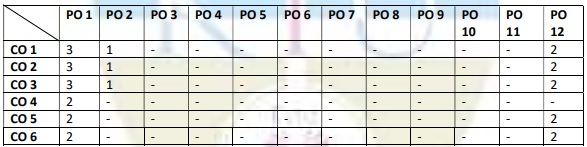 PO 1 PO 2 PO 3 PO 4 PO 5 PO 6 PO 7 PO 8 PO 9 PO 10 PO 11 PO 12
CO 1 3 1 - - - - - - - - - 2
CO 2 3 1 - - - - - - - - - 2
CO 3 3 1 - - - - - - - - - 2
CO 4 2 - - - - - - - - - - -
CO 5 2 - - - - - - - - - - 2
CO 6 2 - - - - - - - - - - 2